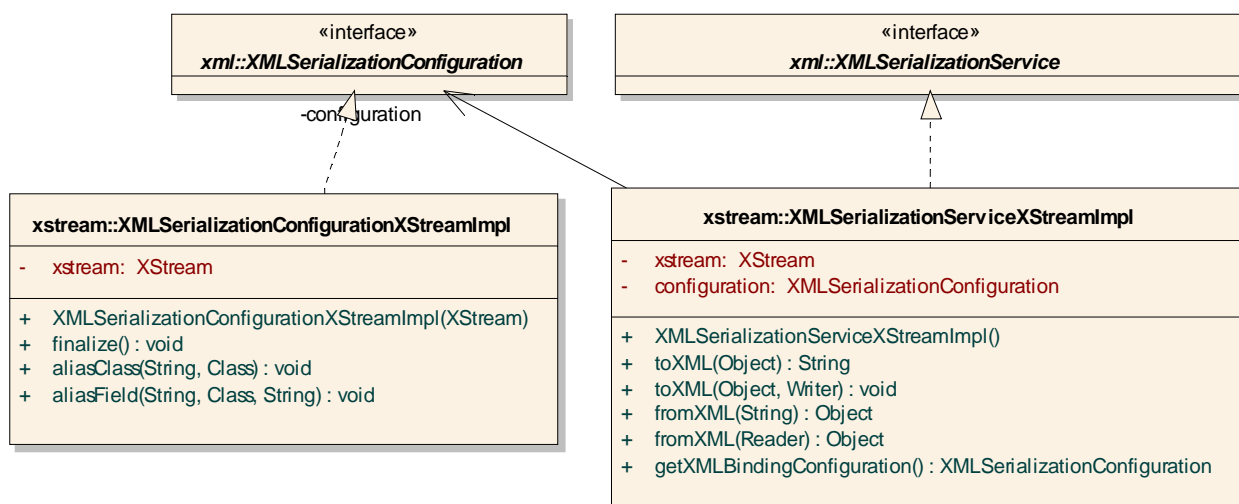 «interface»
xml::XMLSerializationConfiguration
«interface»
xml::XMLSerializationService
-configuration
xstream::XMLSerializationConfigurationXStreamImpl
- xstream: XStream
+ XMLSerializationConfigurationXStreamImpl(XStream)
+ finalize() : void
+ aliasClass(String, Class) : void
+ aliasField(String, Class, String) : void
xstream::XMLSerializationServiceXStreamImpl
- xstream: XStream
- configuration: XMLSerializationConfiguration
+ XMLSerializationServiceXStreamImpl()
+ toXML(Object) : String
+ toXML(Object, Writer) : void
+ fromXML(String) : Object
+ fromXML(Reader) : Object
+ getXMLBindingConfiguration() : XMLSerializationConfiguration